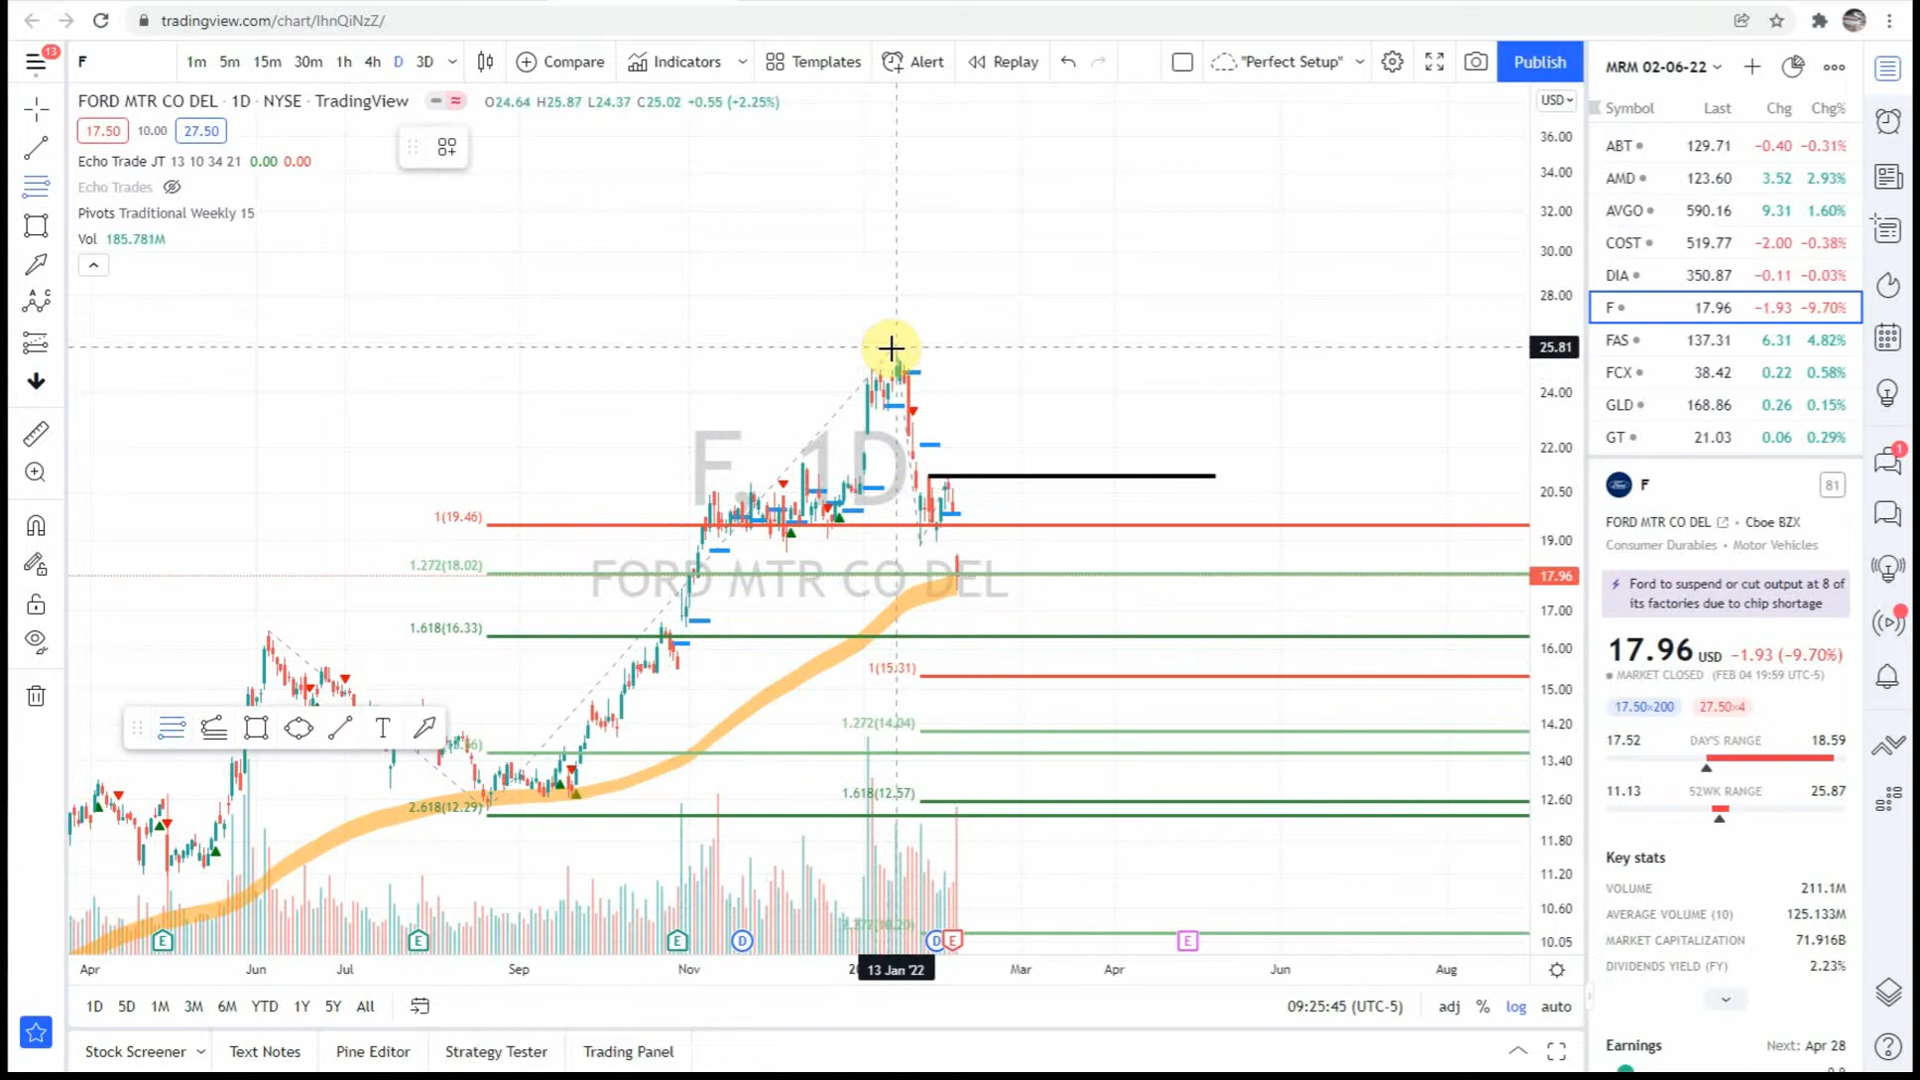 tradingview.com/chart/IhnQiNzZ/
13
F
1m 5m 15m 30m 1h 4h D 3D
Compare
Indicators
Templates
Alert
Replay
"Perfect Setup"
Publish
MRM 02-06-22
FORD MTR CO DEL · 1D · NYSE · TradingView
O24.64 H25.87 L24.37 C25.02 +0.55 (+2.25%)
17.50 10.00 27.50
Echo Trade JT 13 10 34 21 0.00 0.00
Echo Trades
Pivots Traditional Weekly 15
Vol 185.781M
F, 1D
FORD MTR CO DEL
1(19.46)
1.272(18.02)
1.618(16.33)
1(15.31)
1.272(14.04)
1.618(12.57)
2.618(12.29)
USD
36.00
34.00
32.00
30.00
28.00
25.81
24.00
22.00
20.50
19.00
17.96
17.00
16.00
15.00
14.20
13.40
12.60
11.80
11.20
10.60
10.05
E E E D D E E
Apr Jun Jul Sep Nov 13 Jan '22 Mar Apr Jun Aug
1D 5D 1M 3M 6M YTD 1Y 5Y All
09:25:45 (UTC-5) adj % log auto
Stock Screener Text Notes Pine Editor Strategy Tester Trading Panel
Symbol Last Chg Chg%
ABT 129.71 −0.40 −0.31%
AMD 123.60 3.52 2.93%
AVGO 590.16 9.31 1.60%
COST 519.77 −2.00 −0.38%
DIA 350.87 −0.11 −0.03%
F 17.96 −1.93 −9.70%
FAS 137.31 6.31 4.82%
FCX 38.42 0.22 0.58%
GLD 168.86 0.26 0.15%
GT 21.03 0.06 0.29%
F 81
FORD MTR CO DEL • Cboe BZX
Consumer Durables • Motor Vehicles
Ford to suspend or cut output at 8 of
its factories due to chip shortage
17.96 USD −1.93 (−9.70%)
MARKET CLOSED (FEB 04 19:59 UTC-5)
17.50×200 27.50×4
17.52 DAY'S RANGE 18.59
11.13 52WK RANGE 25.87
Key stats
VOLUME 211.1M
AVERAGE VOLUME (10) 125.133M
MARKET CAPITALIZATION 71.916B
DIVIDENDS YIELD (FY) 2.23%
Earnings Next: Apr 28
1